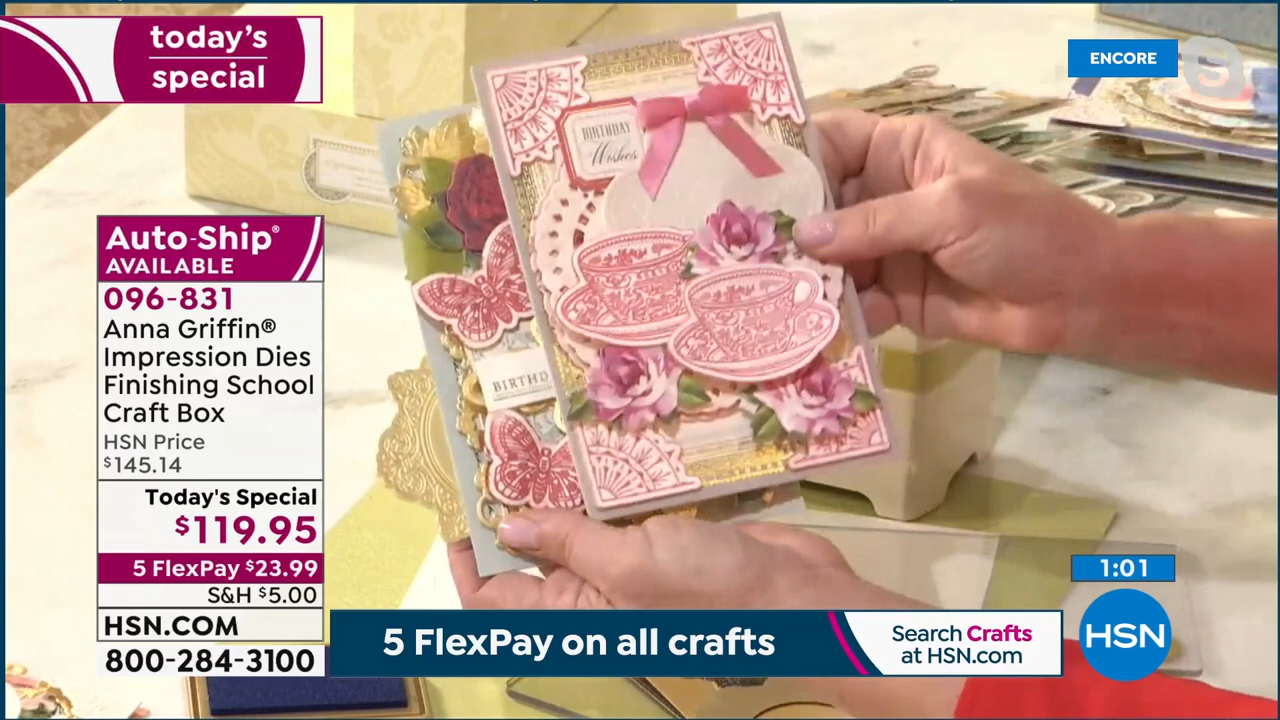 today's
special
ENCORE
S
BIRTHDAY
Wishes
BIRTHD
Auto-Ship®
AVAILABLE
096-831
Anna Griffin®
Impression Dies
Finishing School
Craft Box
HSN Price
$145.14
Today's Special
$119.95
5 FlexPay $23.99
S&H $5.00
HSN.COM
800-284-3100
5 FlexPay on all crafts
Search Crafts
at HSN.com
1:01
HSN